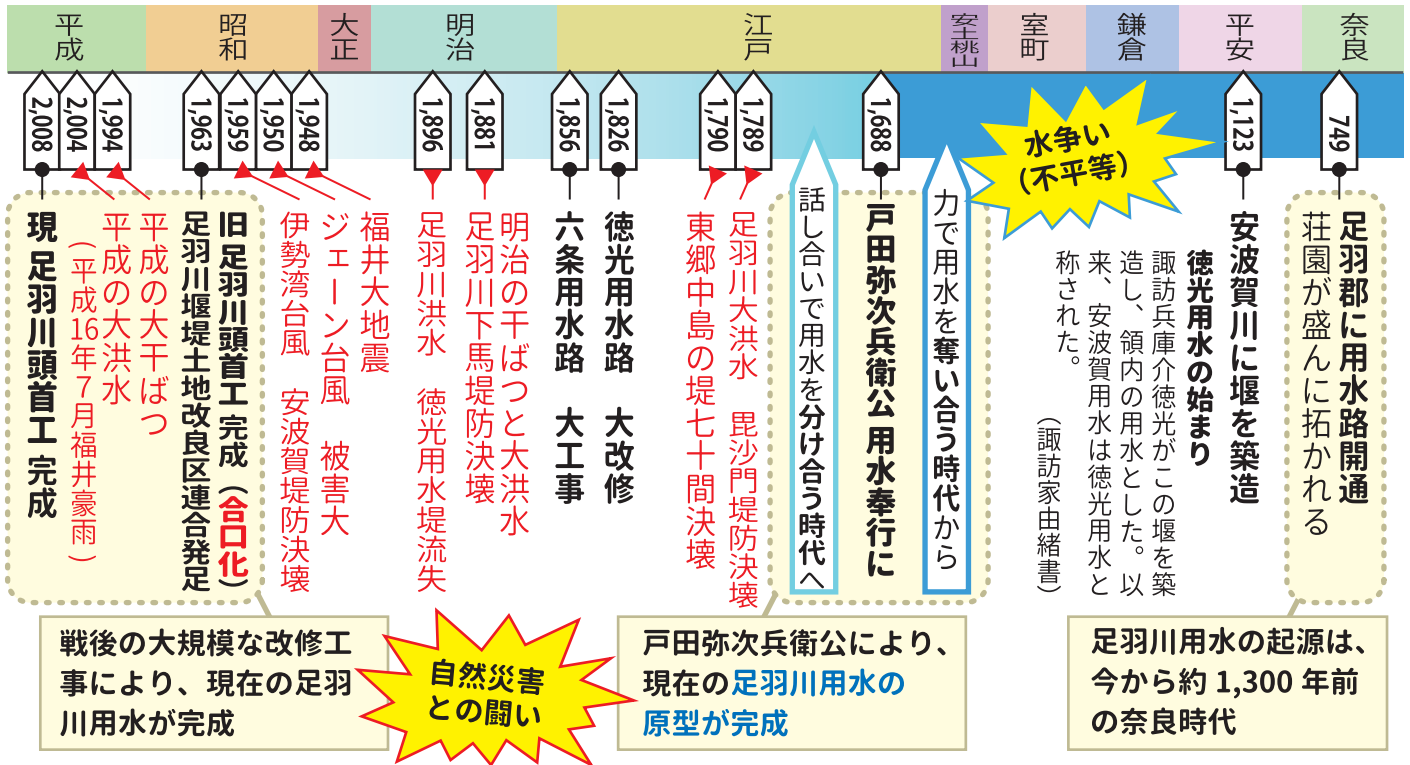 奈良
平安
鎌倉
室町
安土桃山
江戸
明治
大正
昭和
平成
749
足羽郡に用水路開通
荘園が盛んに拓かれる
1,123
安波賀川に堰を築造
徳光用水の始まり
諏訪兵庫介徳光がこの堰を築
造し、領内の用水とした。以
来、安波賀用水は徳光用水と
称された。
（諏訪家由緒書）
水争い
（不平等）
力で用水を奪い合う時代から
1,688
戸田弥次兵衛公 用水奉行に
話し合いで用水を分け合う時代へ
1,789
足羽川大洪水 毘沙門堤防決壊
1,790
東郷中島の堤七十間決壊
1,826
徳光用水路 大改修
1,856
六条用水路 大工事
1,881
明治の干ばつと大洪水
足羽川下馬堤防決壊
1,896
足羽川洪水 徳光用水堤流失
1,948
福井大地震
1,950
ジェーン台風 被害大
1,959
伊勢湾台風 安波賀堤防決壊
1,963
旧 足羽川頭首工 完成（合口化）
足羽川堰堤土地改良区連合発足
1,994
平成の大干ばつ
2,004
平成の大洪水
（平成16年7月福井豪雨）
2,008
現 足羽川頭首工 完成
足羽川用水の起源は、
今から約 1,300 年前
の奈良時代
戸田弥次兵衛公により、
現在の足羽川用水の
原型が完成
自然災害
との闘い
戦後の大規模な改修工
事により、現在の足羽
川用水が完成